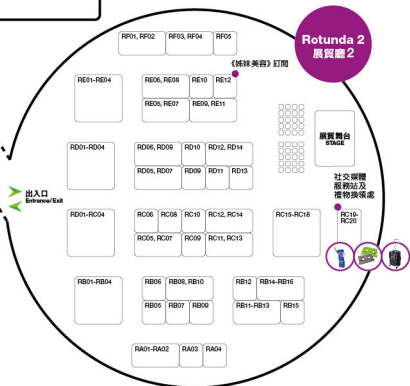 RF01, RF02
RF03, RF04
RF05
Rotunda 2
展貿廳2
《姊妹美容》訂閱
RE01-RE04
RE06, RE08
RE10
RE12
RE05, RE07
RE09, RE11
展貿舞台
STAGE
RD01-RD04
RD06, RD08
RD10
RD12, RD14
RD05, RD07
RD09
RD11
RD13
社交媒體
服務站及
禮物換領處
出入口
Entrance/Exit
RD01-RC04
RC06
RC08
RC10
RC12, RC14
RC15-RC18
RC19-
RC20
RC05, RC07
RC09
RC11, RC13
RB01-RB04
RB06
RB08, RB10
RB12
RB14-RB16
RB05
RB07
RB09
RB11-RB13
RB15
RA01-RA02
RA03
RA04